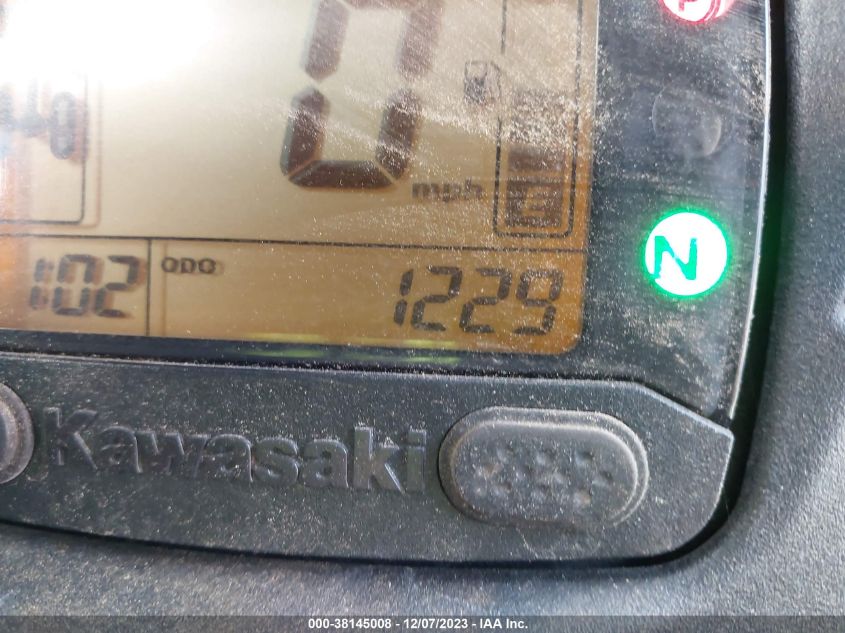 P
0
mph
E
N
1:02
ODO
1229
Kawasaki
000-38145008 - 12/07/2023 - IAA Inc.